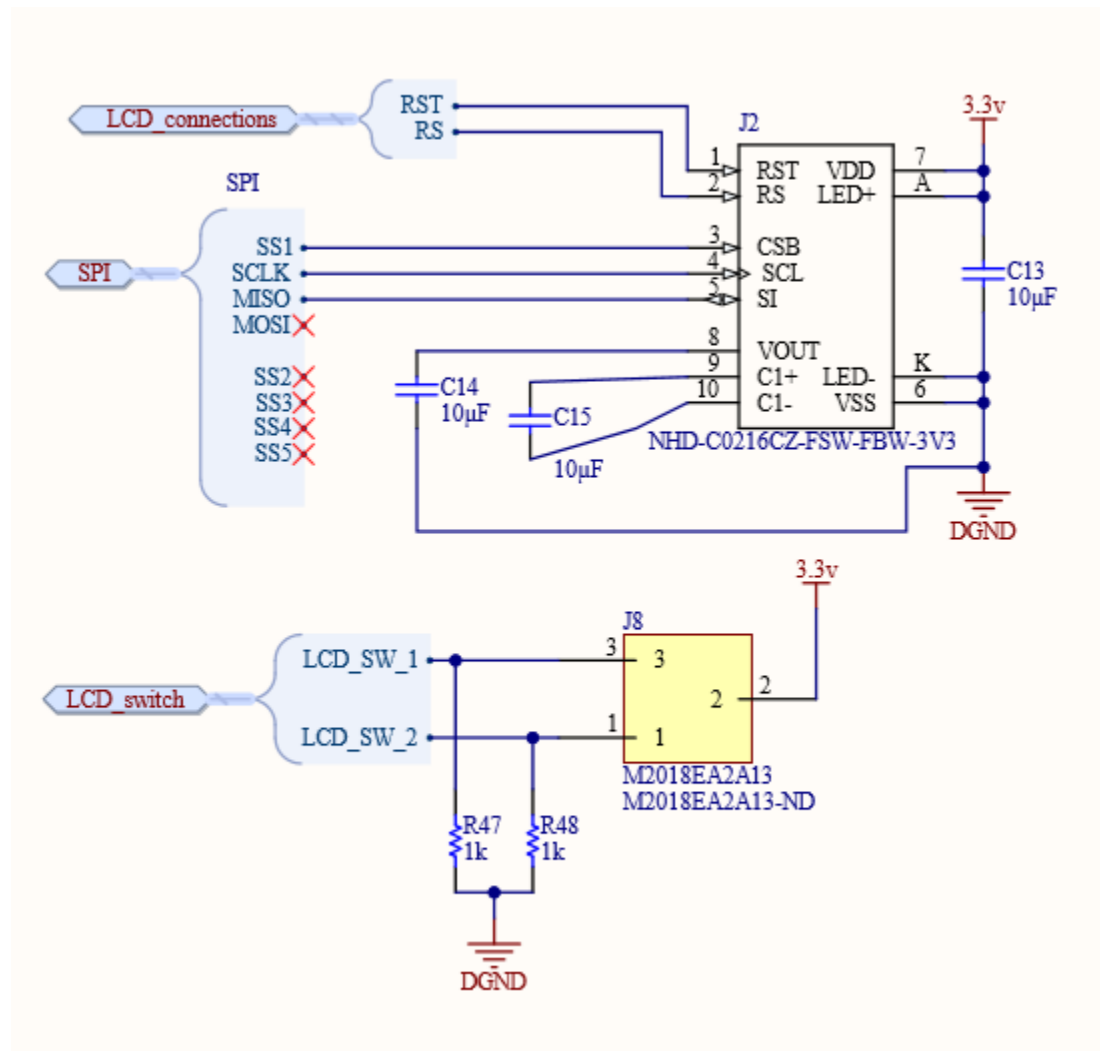 LCD_connections
RST
RS
SPI
SPI
SS1
SCLK
MISO
MOSI
SS2
SS3
SS4
SS5
J2
1 RST VDD 7
2 RS LED+ A
3 CSB
4 SCL
5 SI
8 VOUT
9 C1+ LED- K
10 C1- VSS 6
NHD-C0216CZ-FSW-FBW-3V3
3.3v
C13
10µF
C14
10µF
C15
10µF
DGND
3.3v
LCD_switch
LCD_SW_1
LCD_SW_2
J8
3 3
2 2
1 1
M2018EA2A13
M2018EA2A13-ND
R47
1k
R48
1k
DGND